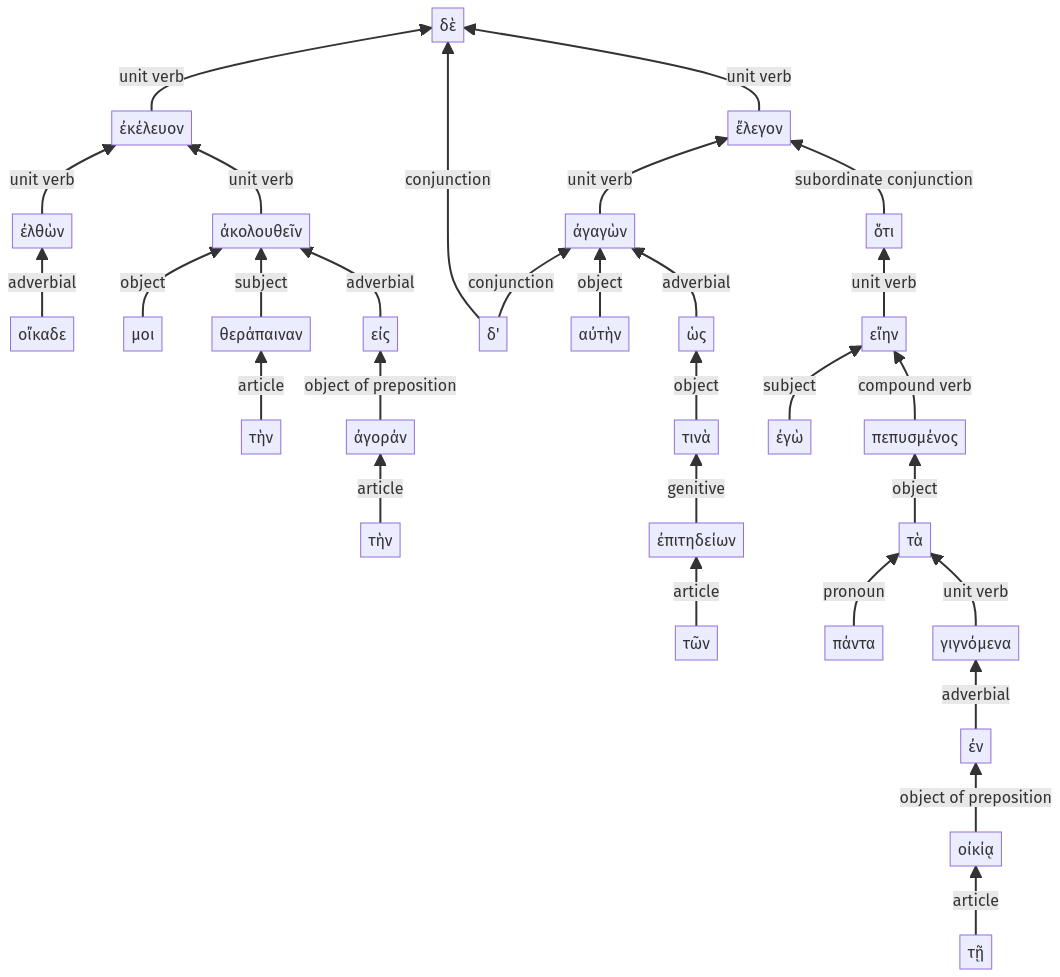 δὲ
unit verb unit verb
ἐκέλευον ἔλεγον
unit verb unit verb conjunction unit verb subordinate conjunction
ἐλθὼν ἀκολουθεῖν ἀγαγὼν ὅτι
adverbial object subject adverbial conjunction object adverbial unit verb
οἴκαδε μοι θεράπαιναν εἰς δ' αὐτὴν ὡς εἴην
article object of preposition object subject compound verb
τὴν ἀγοράν τινὰ ἐγὼ πεπυσμένος
article genitive object
τὴν ἐπιτηδείων τὰ
article pronoun unit verb
τῶν πάντα γιγνόμενα
adverbial
ἐν
object of preposition
οἰκίᾳ
article
τῇ